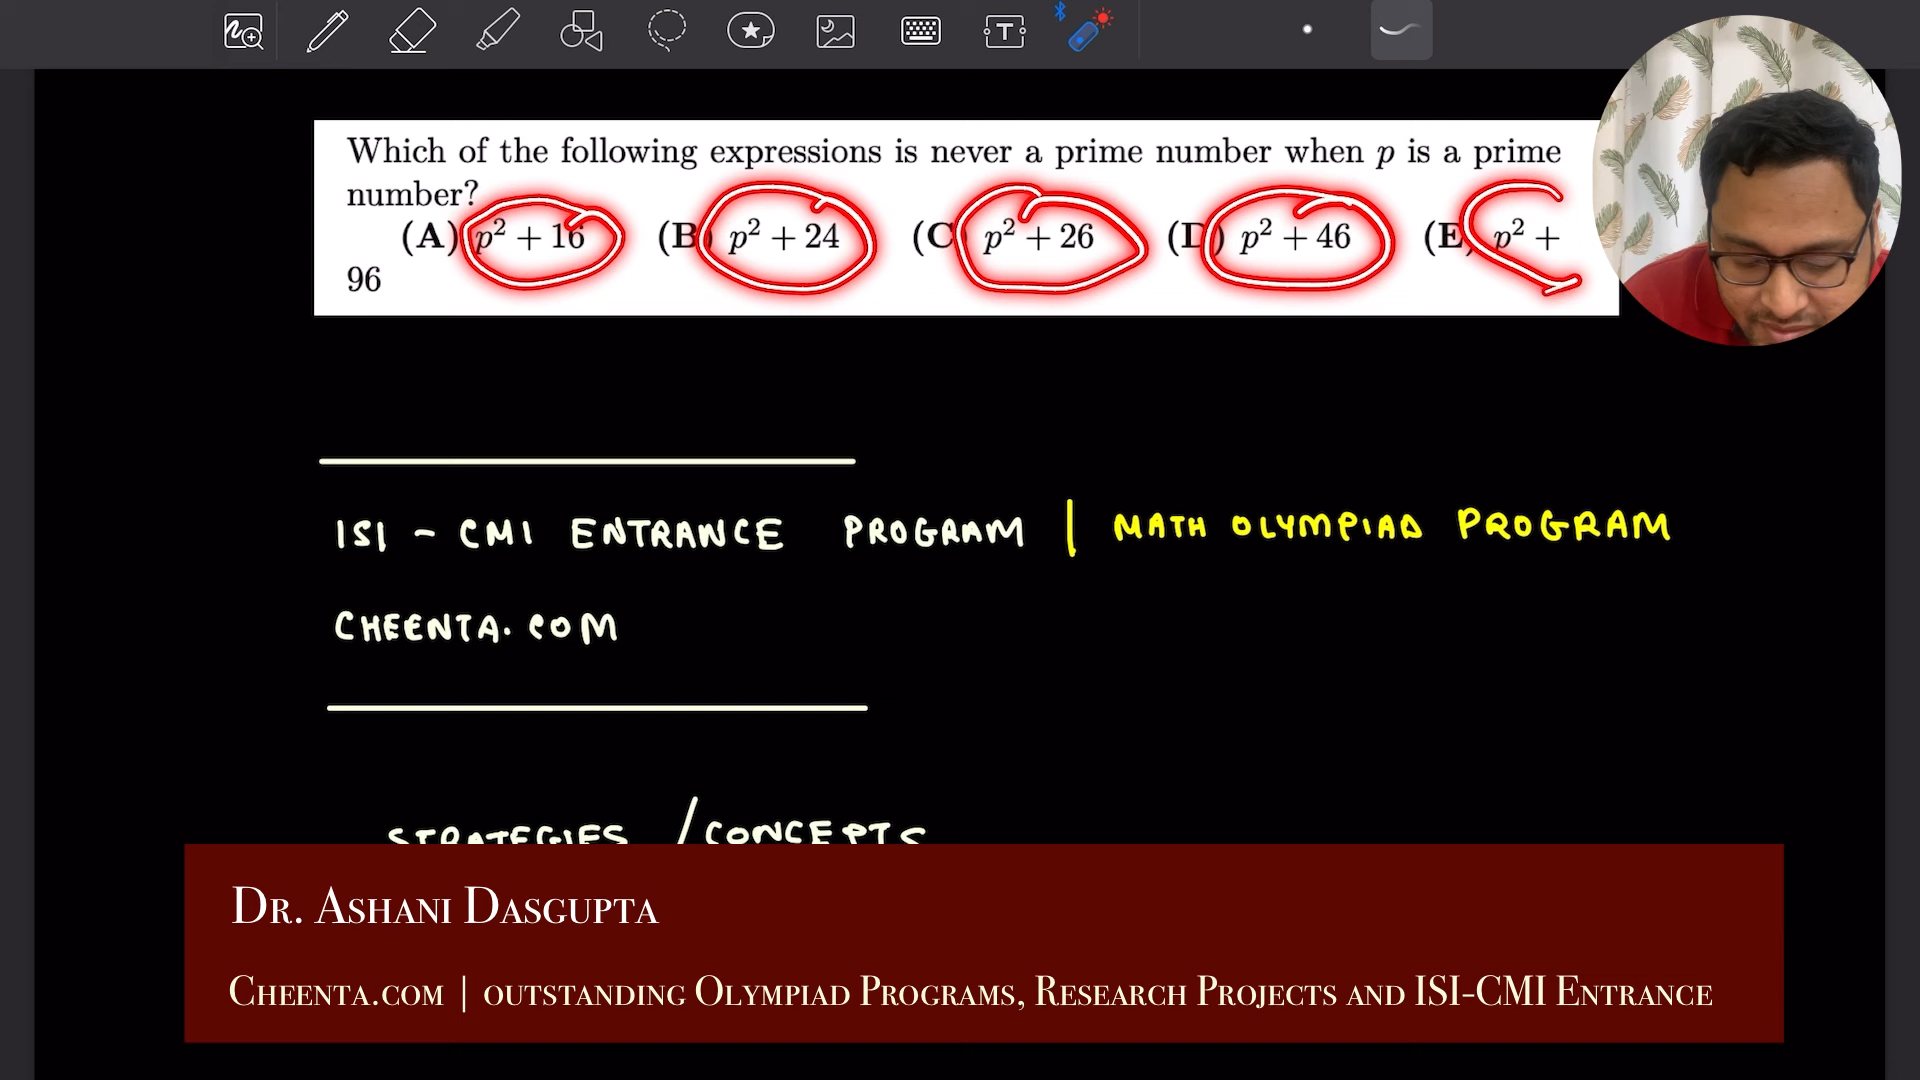 Which of the following expressions is never a prime number when p is a prime
number?
(A) p² + 16 (B) p² + 24 (C) p² + 26 (D) p² + 46 (E) p² +
96
ISI - CMI ENTRANCE PROGRAM | MATH OLYMPIAD PROGRAM
CHEENTA.COM
STRATEGIES / CONCEPTS
Dr. Ashani Dasgupta
Cheenta.com | outstanding Olympiad Programs, Research Projects and ISI-CMI Entrance